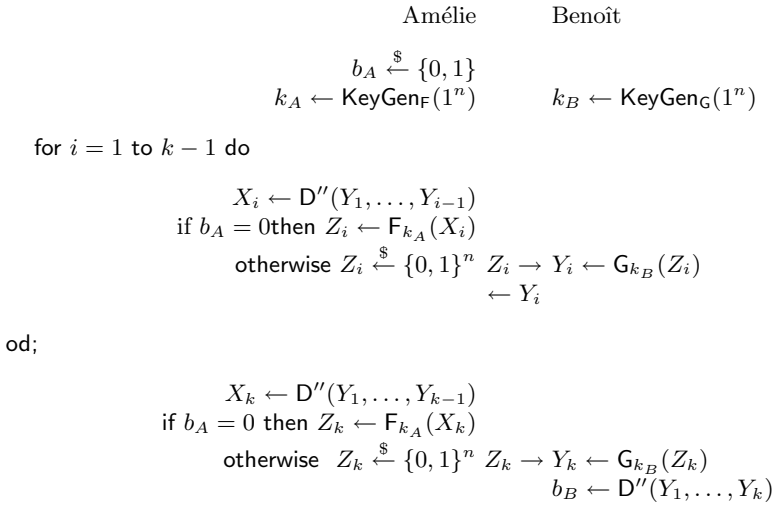 Amélie Benoît
b_A $← {0, 1}
k_A ← KeyGen_F(1^n) k_B ← KeyGen_G(1^n)
for i = 1 to k − 1 do
X_i ← D′′(Y_1, . . . , Y_{i−1})
if b_A = 0then Z_i ← F_{k_A}(X_i)
otherwise Z_i $← {0, 1}^n Z_i → Y_i ← G_{k_B}(Z_i)
← Y_i
od;
X_k ← D′′(Y_1, . . . , Y_{k−1})
if b_A = 0 then Z_k ← F_{k_A}(X_k)
otherwise Z_k $← {0, 1}^n Z_k → Y_k ← G_{k_B}(Z_k)
b_B ← D′′(Y_1, . . . , Y_k)